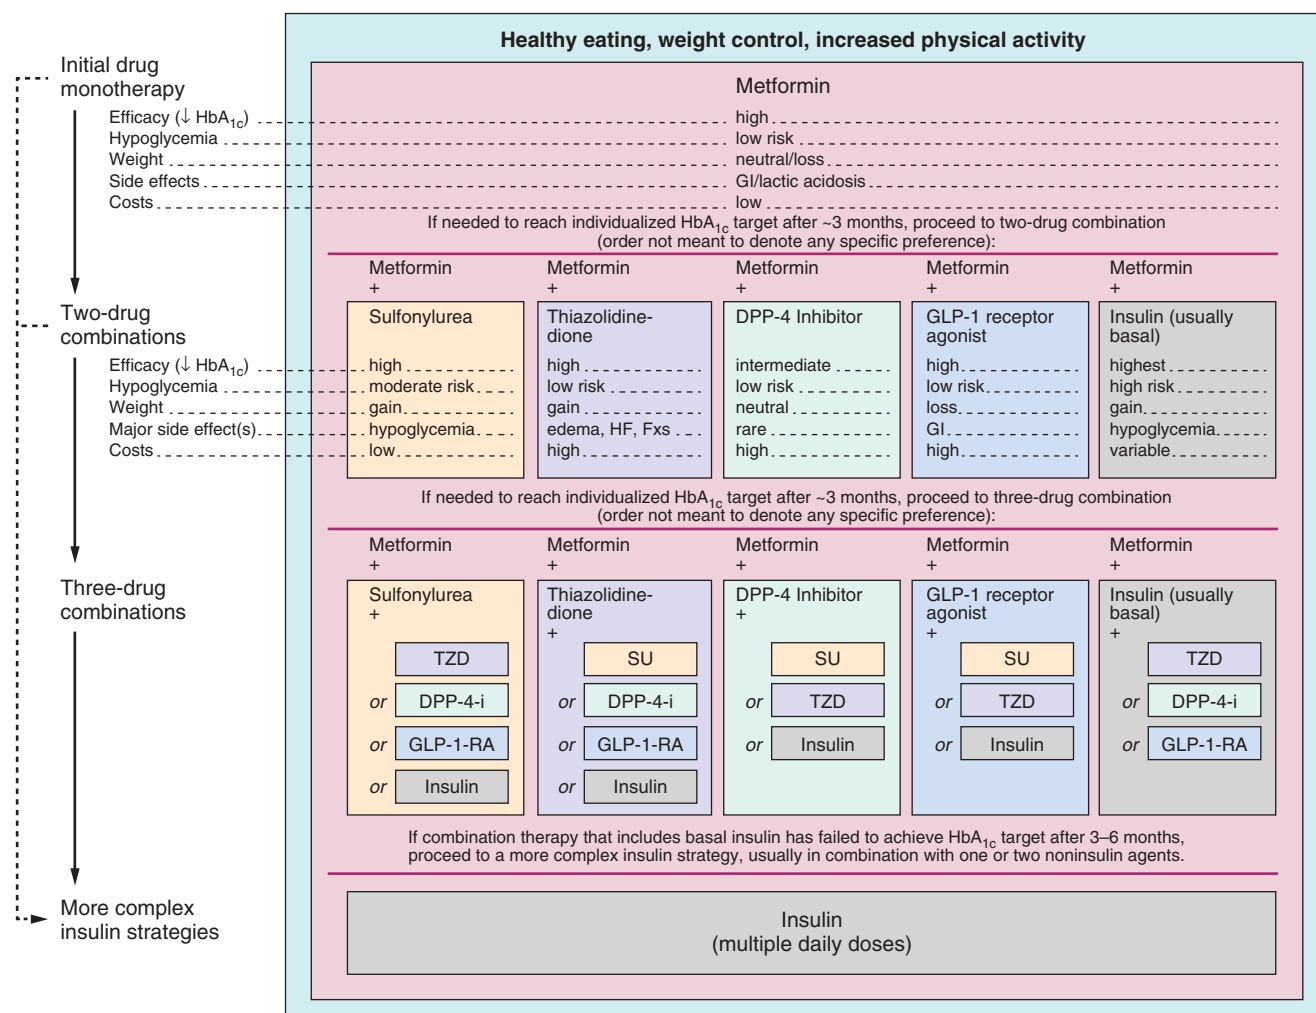 Healthy eating, weight control, increased physical activity
Initial drug
monotherapy
Metformin
Efficacy (↓ HbA1c) high
Hypoglycemia low risk
Weight neutral/loss
Side effects GI/lactic acidosis
Costs low
If needed to reach individualized HbA1c target after ~3 months, proceed to two-drug combination
(order not meant to denote any specific preference):
Two-drug
combinations
Metformin Metformin Metformin Metformin Metformin
+ + + + +
Sulfonylurea Thiazolidine- DPP-4 Inhibitor GLP-1 receptor Insulin (usually
dione agonist basal)
Efficacy (↓ HbA1c) high high intermediate high highest
Hypoglycemia moderate risk low risk low risk low risk high risk
Weight gain gain neutral loss gain
Major side effect(s) hypoglycemia edema, HF, Fxs rare GI hypoglycemia
Costs low high high high variable
If needed to reach individualized HbA1c target after ~3 months, proceed to three-drug combination
(order not meant to denote any specific preference):
Three-drug
combinations
Metformin Metformin Metformin Metformin Metformin
+ + + + +
Sulfonylurea Thiazolidine- DPP-4 Inhibitor GLP-1 receptor Insulin (usually
+ dione + agonist basal)
+ + +
TZD SU SU SU TZD
or DPP-4-i or DPP-4-i or TZD or TZD or DPP-4-i
or GLP-1-RA or GLP-1-RA or Insulin or Insulin or GLP-1-RA
or Insulin or Insulin
If combination therapy that includes basal insulin has failed to achieve HbA1c target after 3–6 months,
proceed to a more complex insulin strategy, usually in combination with one or two noninsulin agents.
More complex
insulin strategies
Insulin
(multiple daily doses)